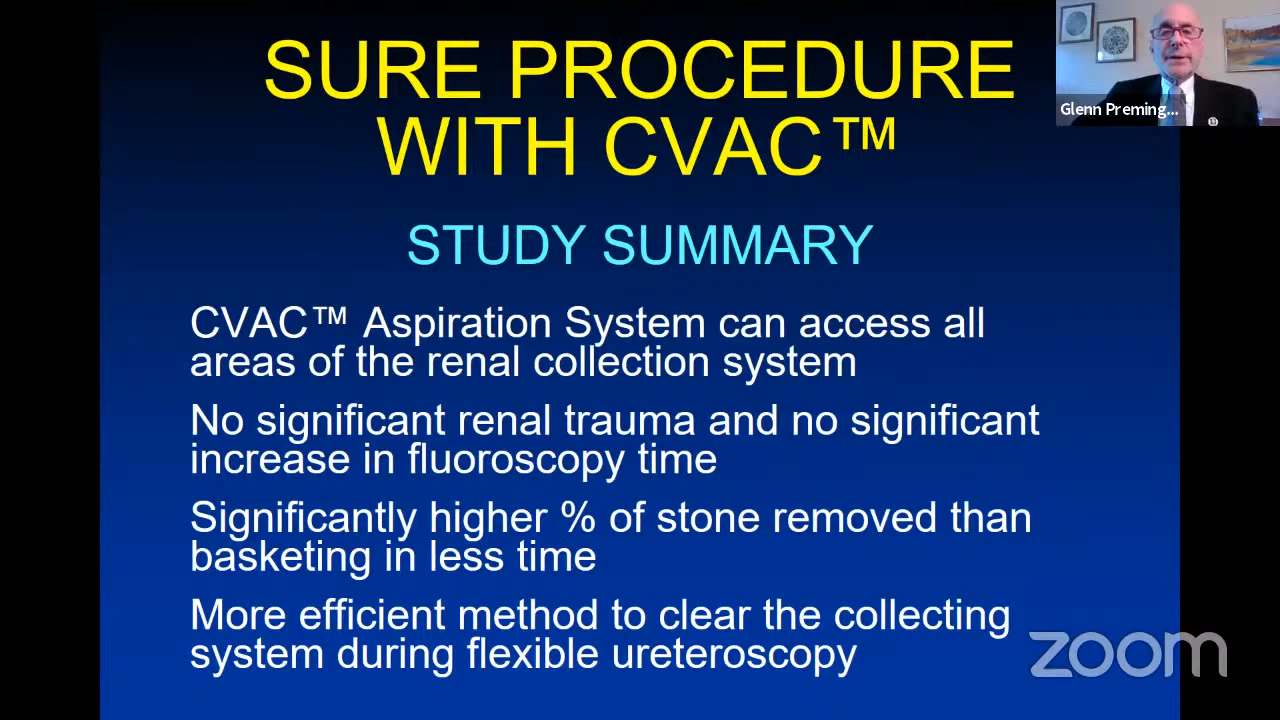 SURE PROCEDURE
WITH CVAC™
STUDY SUMMARY
CVAC™ Aspiration System can access all
areas of the renal collection system
No significant renal trauma and no significant
increase in fluoroscopy time
Significantly higher % of stone removed than
basketing in less time
More efficient method to clear the collecting
system during flexible ureteroscopy
Glenn Preming...
zoom